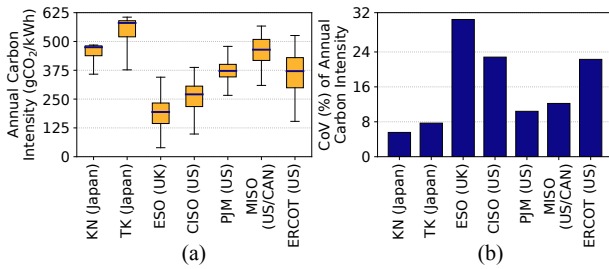 Annual Carbon
Intensity (gCO₂/kWh)
625
500
375
250
125
0
KN (Japan)
TK (Japan)
ESO (UK)
CISO (US)
PJM (US)
MISO
(US/CAN)
ERCOT (US)
(a)
CoV (%) of Annual
Carbon Intensity
32
24
16
8
0
KN (Japan)
TK (Japan)
ESO (UK)
CISO (US)
PJM (US)
MISO
(US/CAN)
ERCOT (US)
(b)